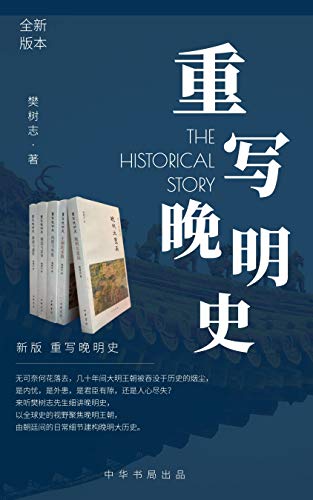 全新
版本
樊树志·著
重写
晚明史
THE
HISTORICAL
STORY
晚明大变局
新版 重写晚明史
无可奈何花落去，几十年间大明王朝被吞没于历史的烟尘，
是内忧，是外患，是君臣有隙，还是人心尽失？
来听樊树志先生细讲晚明史，
以全球史的视野聚焦晚明王朝，
由朝廷间的日常细节建构晚明大历史。
中华书局出品